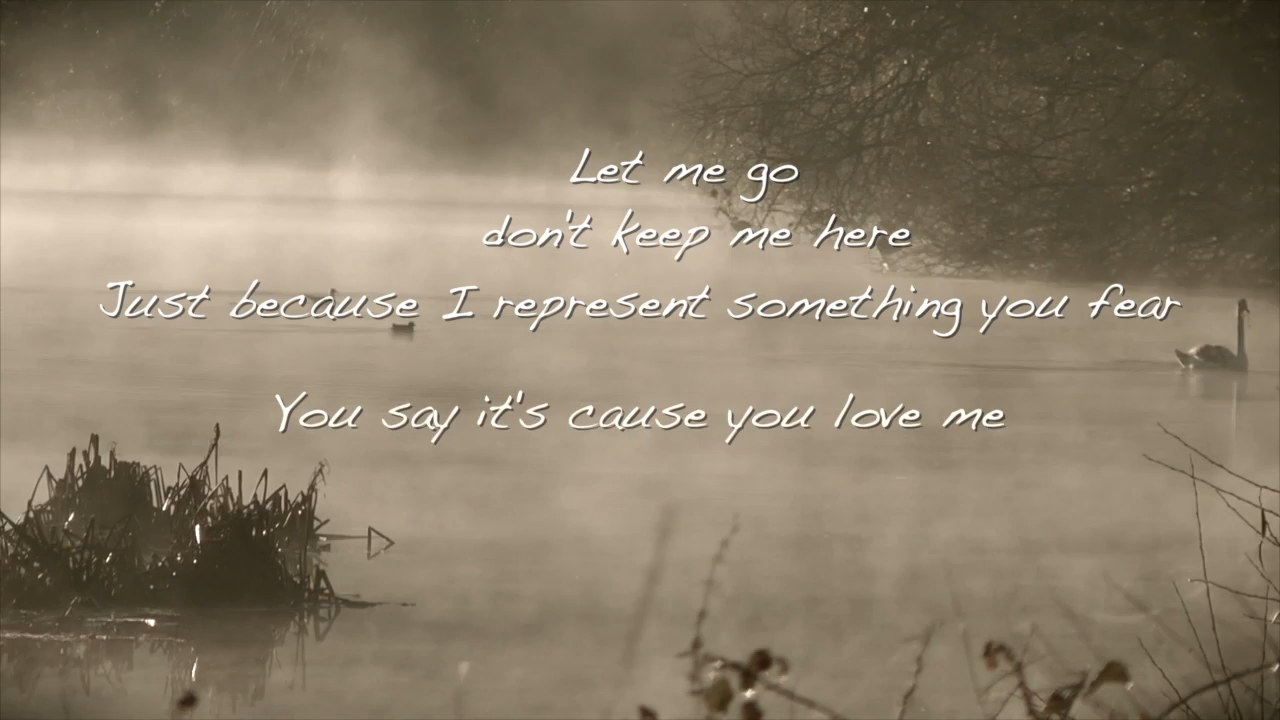 Let me go
don't keep me here
Just because I represent something you fear
You say it's cause you love me